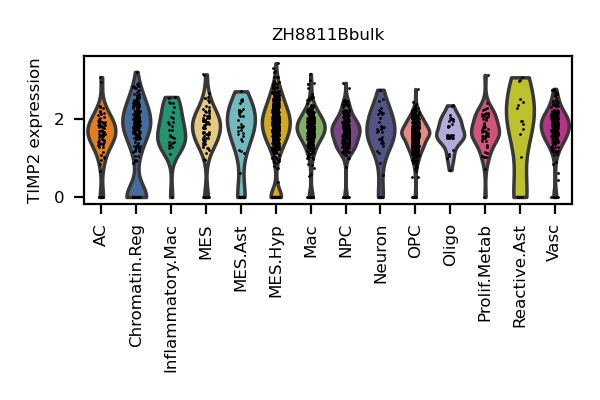 ZH8811Bbulk
TIMP2 expression
2
0
AC
Chromatin.Reg
Inflammatory.Mac
MES
MES.Ast
MES.Hyp
Mac
NPC
Neuron
OPC
Oligo
Prolif.Metab
Reactive.Ast
Vasc